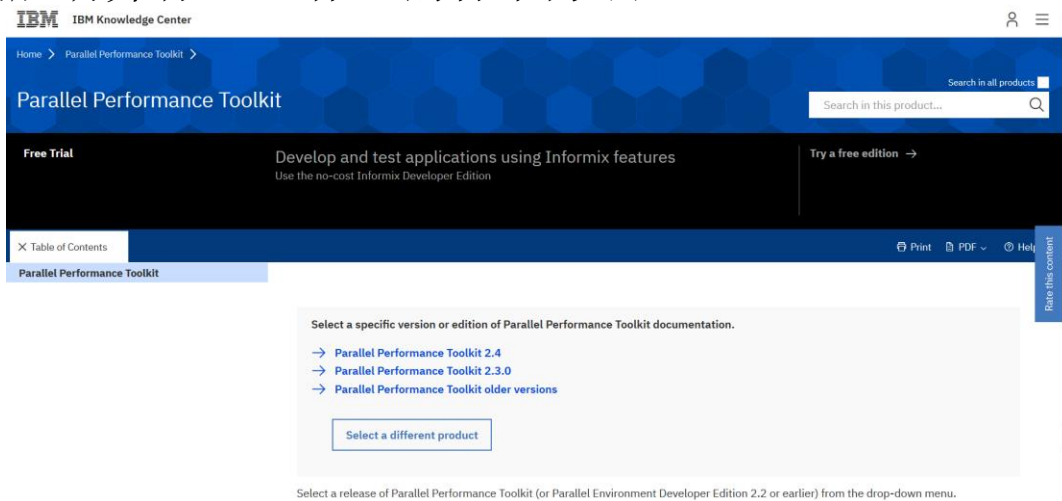 IBM IBM Knowledge Center
Home > Parallel Performance Toolkit >
Search in all products
Parallel Performance Toolkit
Search in this product...
Free Trial
Develop and test applications using Informix features
Use the no-cost Informix Developer Edition
Try a free edition →
× Table of Contents
Print
PDF
Hel
Rate this content
Parallel Performance Toolkit
Select a specific version or edition of Parallel Performance Toolkit documentation.
→ Parallel Performance Toolkit 2.4
→ Parallel Performance Toolkit 2.3.0
→ Parallel Performance Toolkit older versions
Select a different product
Select a release of Parallel Performance Toolkit (or Parallel Environment Developer Edition 2.2 or earlier) from the drop-down menu.